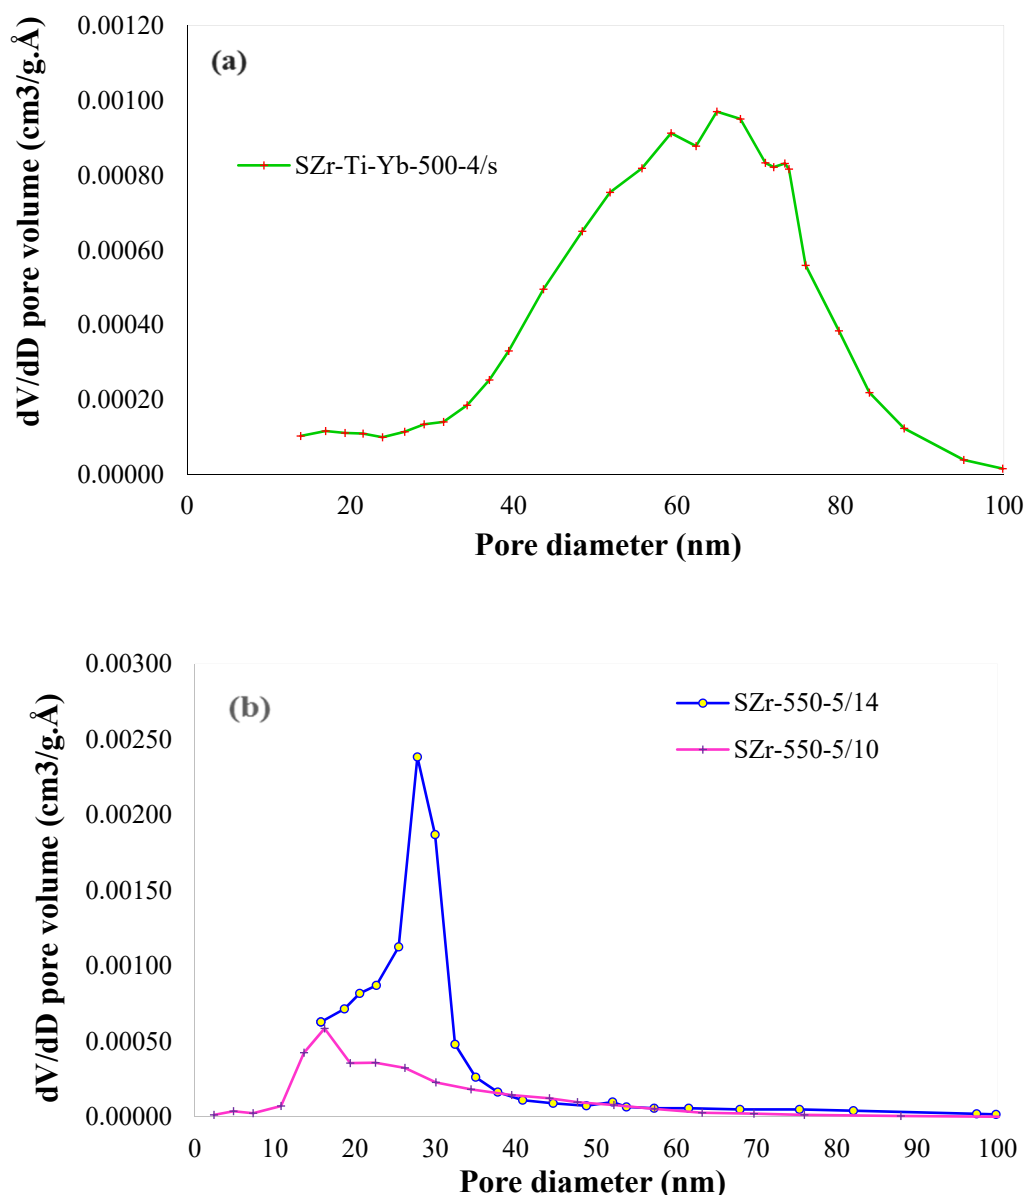 0.00120
(a)
0.00100
SZr-Ti-Yb-500-4/s
0.00080
0.00060
0.00040
0.00020
0.00000
dV/dD pore volume (cm3/g.Å)
0 20 40 60 80 100
Pore diameter (nm)
0.00300
(b)
SZr-550-5/14
0.00250
SZr-550-5/10
0.00200
0.00150
0.00100
0.00050
0.00000
dV/dD pore volume (cm3/g.Å)
0 10 20 30 40 50 60 70 80 90 100
Pore diameter (nm)